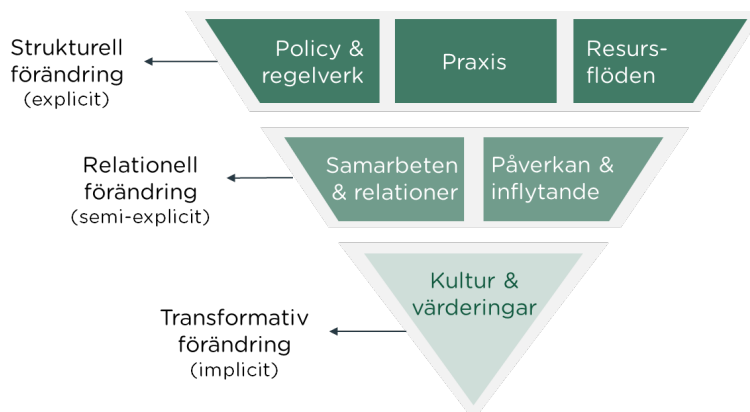 Strukturell
förändring
(explicit)
Policy &
regelverk
Praxis
Resurs-
flöden
Relationell
förändring
(semi-explicit)
Samarbeten
& relationer
Påverkan &
inflytande
Transformativ
förändring
(implicit)
Kultur &
värderingar